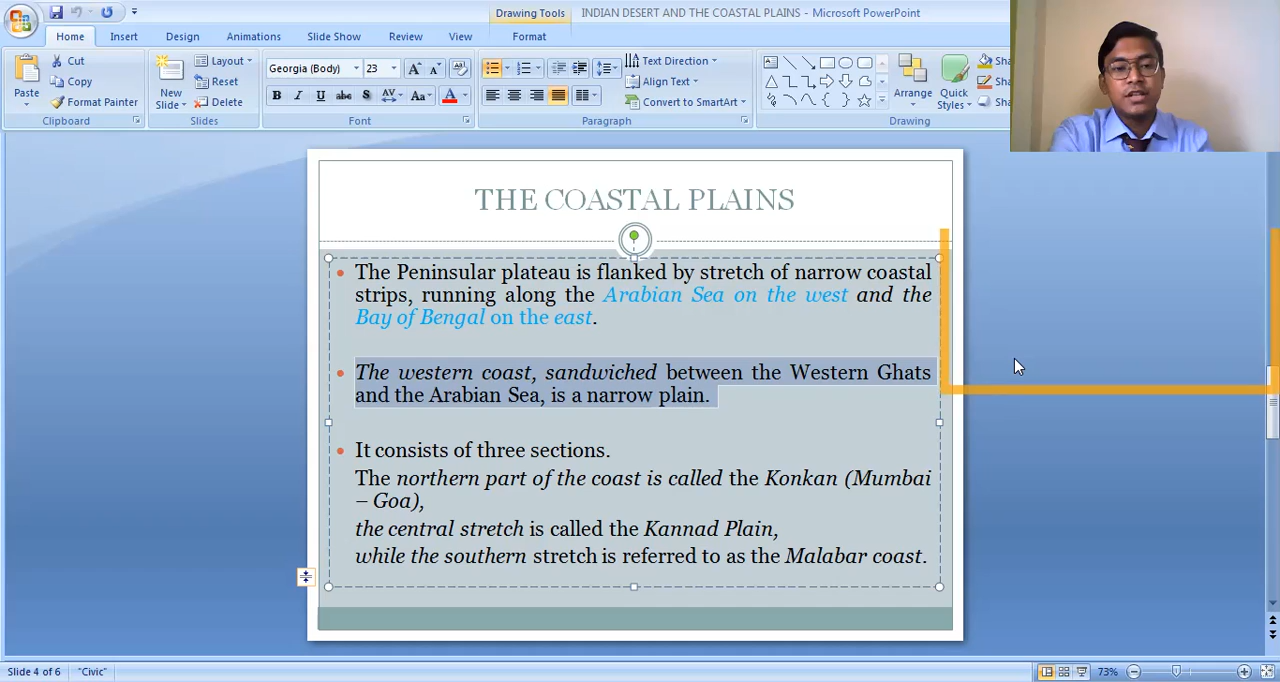 Drawing Tools
INDIAN DESERT AND THE COASTAL PLAINS - Microsoft PowerPoint
Home
Insert
Design
Animations
Slide Show
Review
View
Format
Paste
Cut
Copy
Format Painter
Clipboard
New
Slide
Layout
Reset
Delete
Slides
Georgia (Body)
23
B I U abc S AV Aa A
Font
Text Direction
Align Text
Convert to SmartArt
Paragraph
Arrange
Quick
Styles
Drawing
THE COASTAL PLAINS
• The Peninsular plateau is flanked by stretch of narrow coastal
strips, running along the Arabian Sea on the west and the
Bay of Bengal on the east.
• The western coast, sandwiched between the Western Ghats
and the Arabian Sea, is a narrow plain.
• It consists of three sections.
The northern part of the coast is called the Konkan (Mumbai
– Goa),
the central stretch is called the Kannad Plain,
while the southern stretch is referred to as the Malabar coast.
Slide 4 of 6
"Civic"
73%